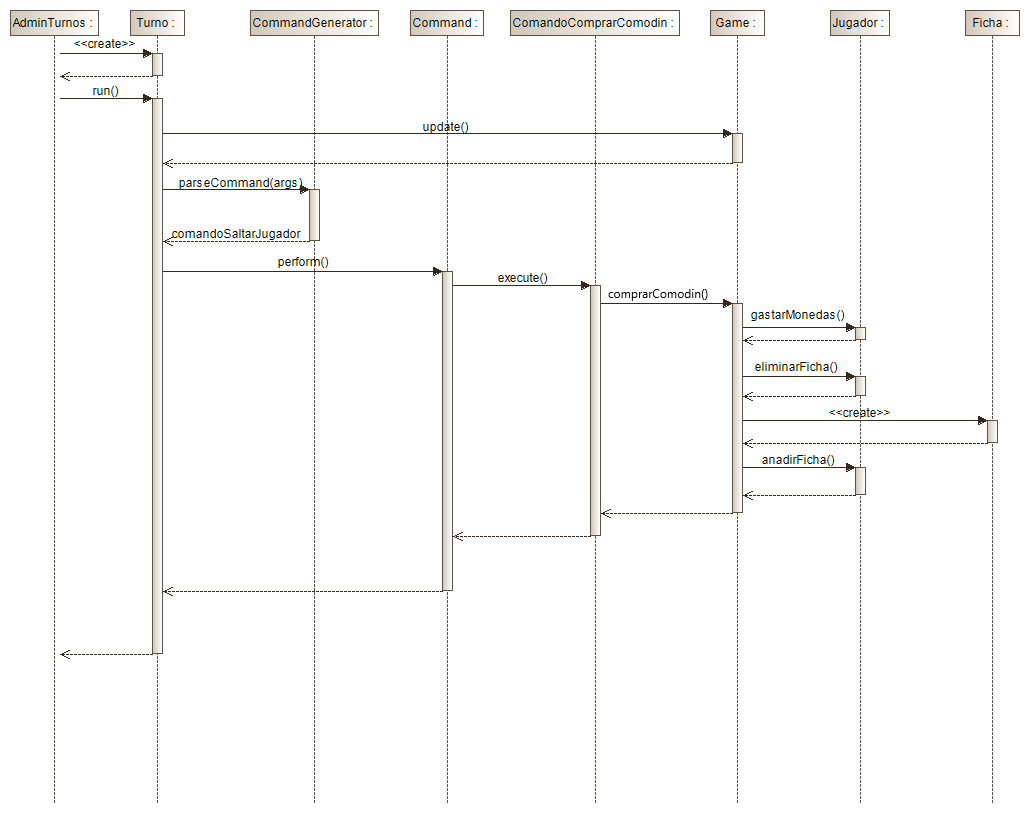 AdminTurnos :
Turno :
CommandGenerator :
Command :
ComandoComprarComodin :
Game :
Jugador :
Ficha :
<<create>>
run()
update()
parseCommand(args)
comandoSaltarJugador
perform()
execute()
comprarComodin()
gastarMonedas()
eliminarFicha()
<<create>>
anadirFicha()